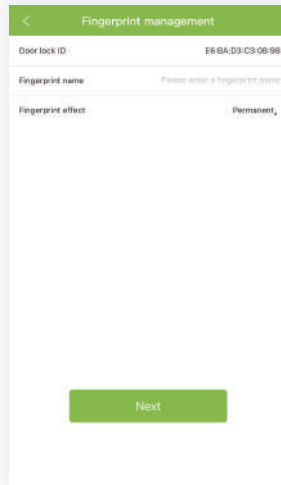 Fingerprint management
Door lock ID E6:BA:D3:C3:0B:98
Fingerprint name Please enter a fingerprint name
Fingerprint effect Permanent
Next